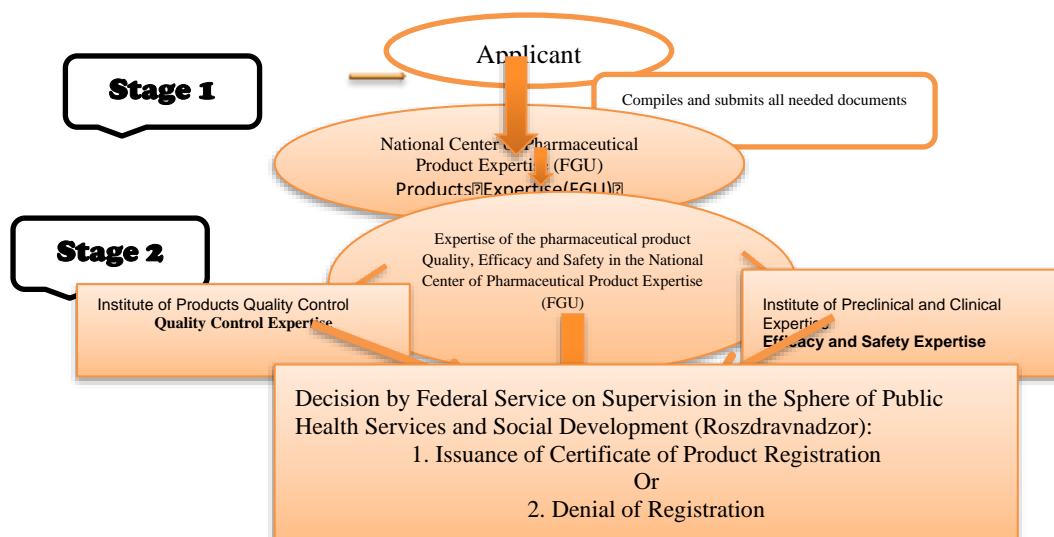 Applicant
Stage 1
Compiles and submits all needed documents
National Center of Pharmaceutical
Product Expertise (FGU)
Products Expertise(FGU)
Stage 2
Expertise of the pharmaceutical product
Quality, Efficacy and Safety in the National
Center of Pharmaceutical Product Expertise
(FGU)
Institute of Products Quality Control
Quality Control Expertise
Institute of Preclinical and Clinical
Expertise
Efficacy and Safety Expertise
Decision by Federal Service on Supervision in the Sphere of Public
Health Services and Social Development (Roszdravnadzor):
1. Issuance of Certificate of Product Registration
Or
2. Denial of Registration